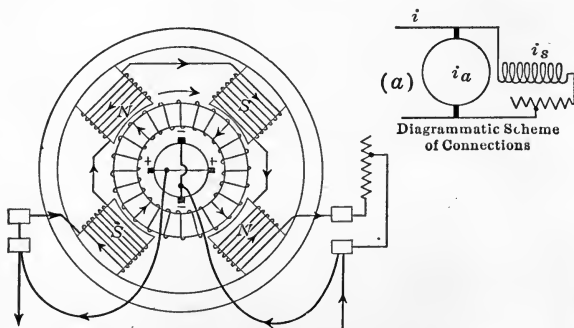 i
i_s
(a)
i_a
Diagrammatic Scheme
of Connections
N
S
−
+ +
−
S
N